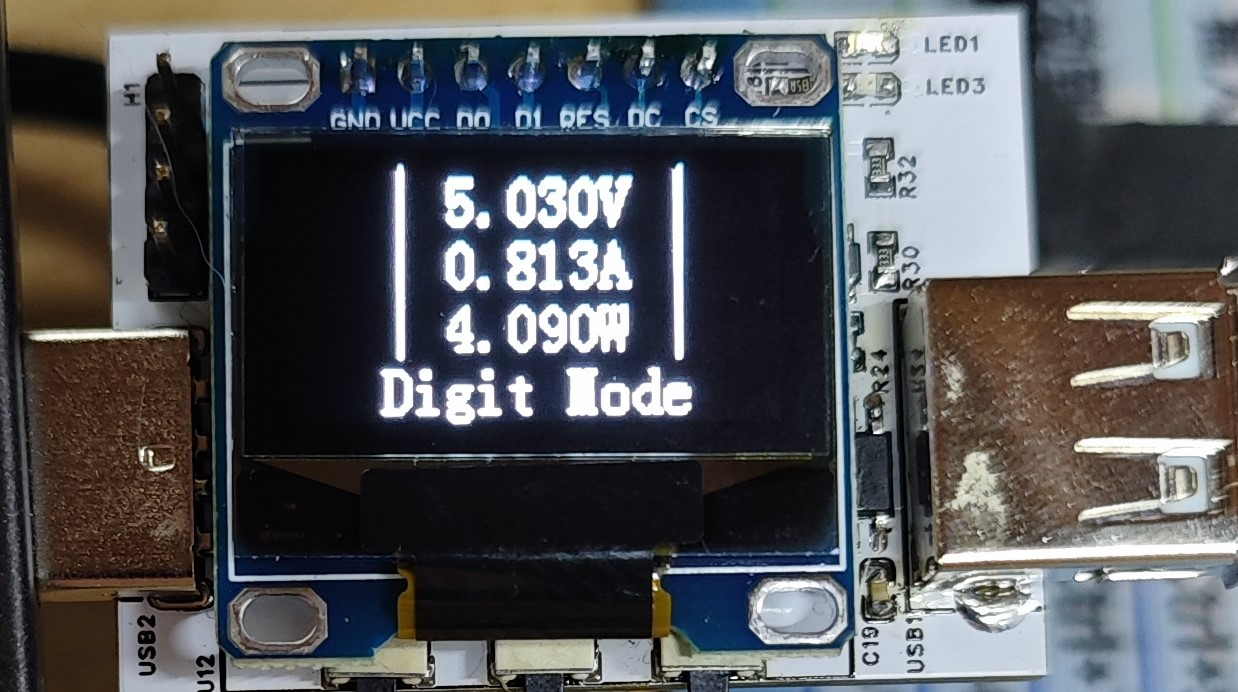 LED1
LED3
H1
GND VCC D0 D1 RES DC CS
5.030V
0.813A
4.090W
Digit Mode
R32
R30
R24
USB2
U12
C19
USB1